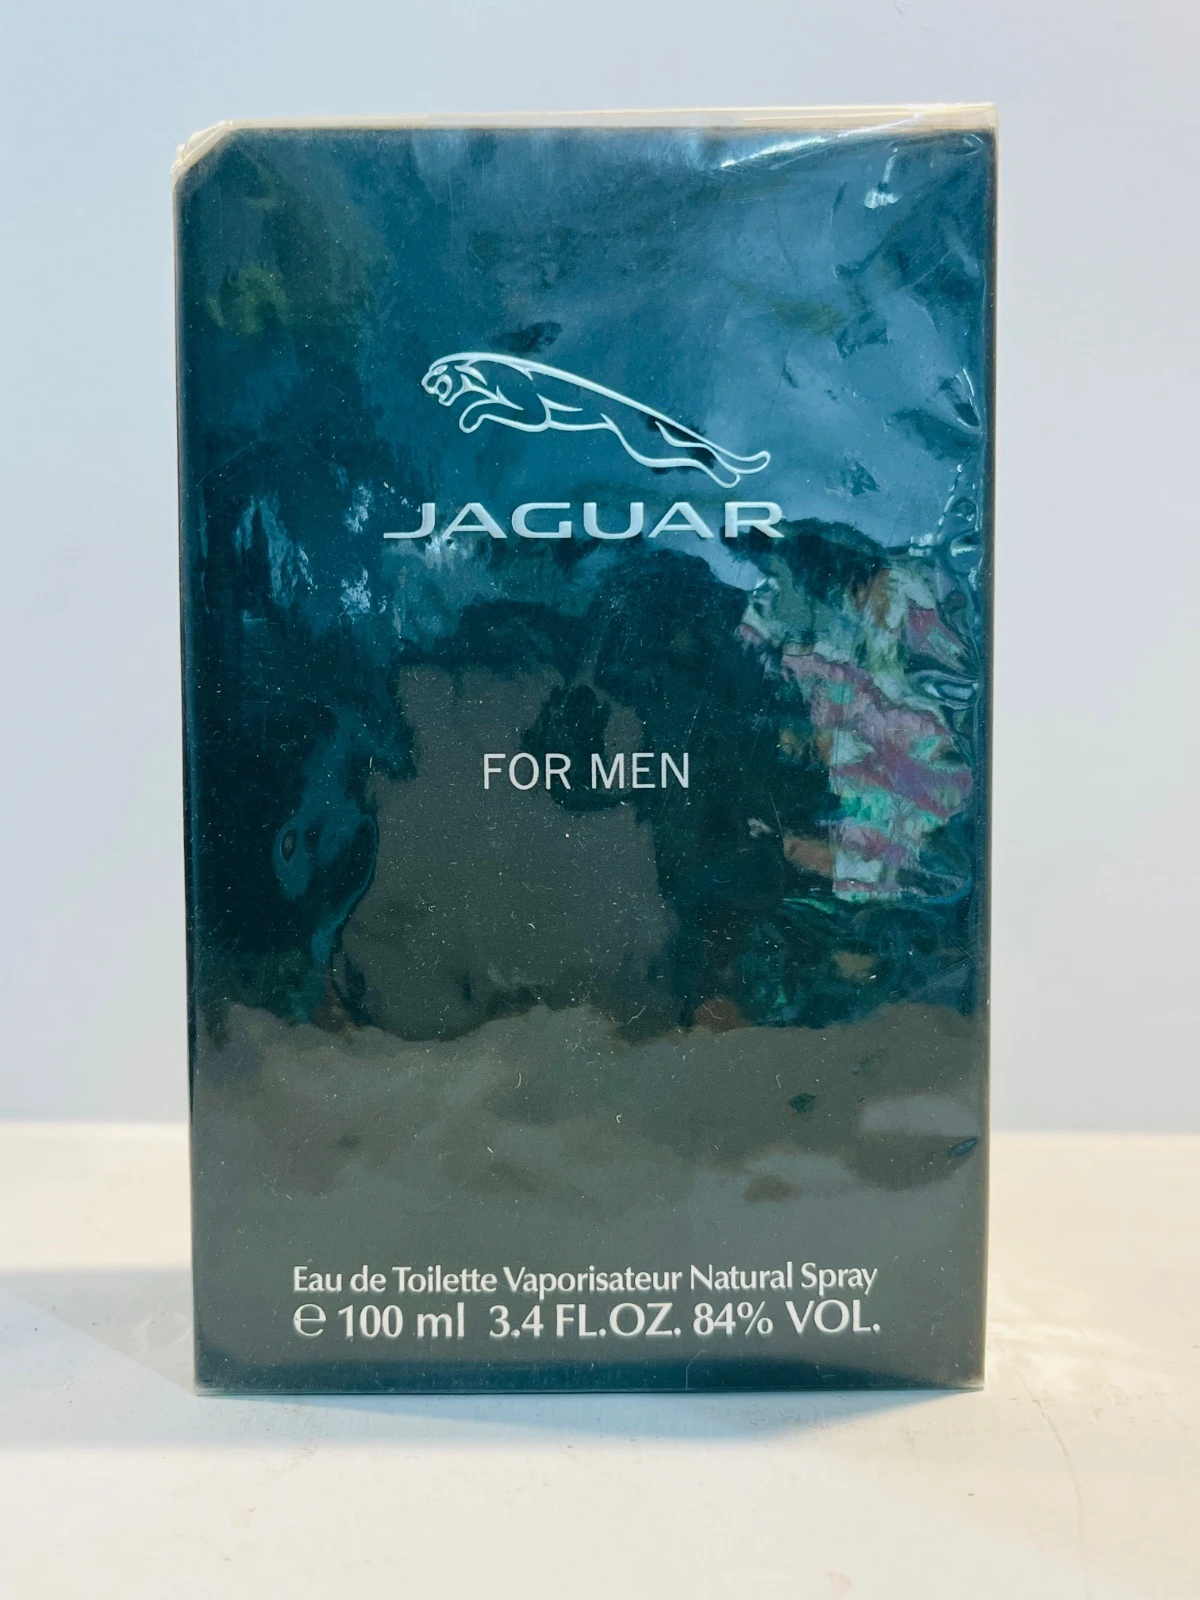 JAGUAR
FOR MEN
Eau de Toilette Vaporisateur Natural Spray
℮ 100 ml 3.4 FL.OZ. 84% VOL.